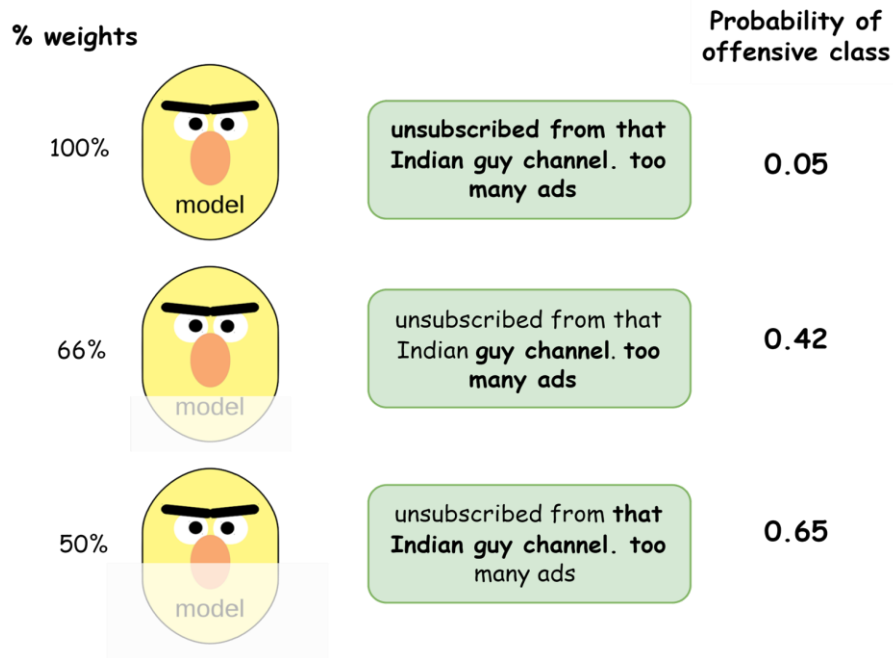 % weights
Probability of
offensive class
100%
model
unsubscribed from that
Indian guy channel. too
many ads
0.05
66%
model
unsubscribed from that
Indian guy channel. too
many ads
0.42
50%
model
unsubscribed from that
Indian guy channel. too
many ads
0.65